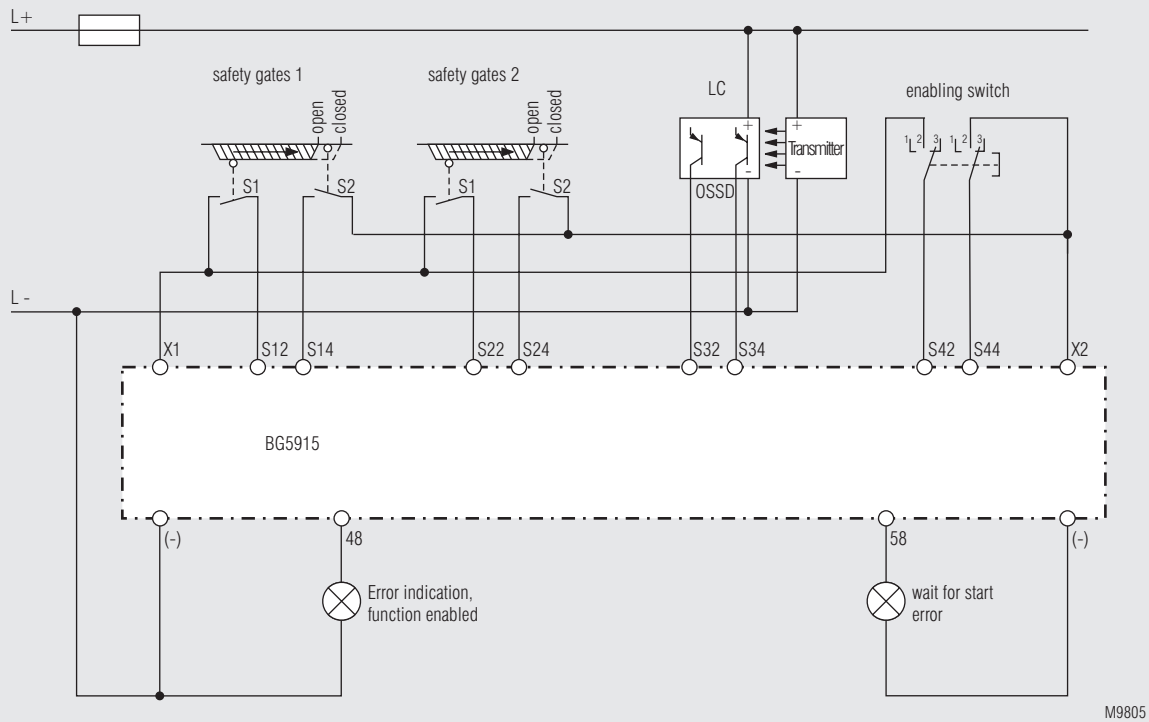 L+
safety gates 1
open
closed
safety gates 2
open
closed
LC
enabling switch
+
+
Transmitter
-
-
OSSD
1 2 3
1 2 3
S1
S2
S1
S2
L -
X1
S12
S14
S22
S24
S32
S34
S42
S44
X2
BG5915
(-)
48
58
(-)
Error indication,
function enabled
wait for start
error
M9805